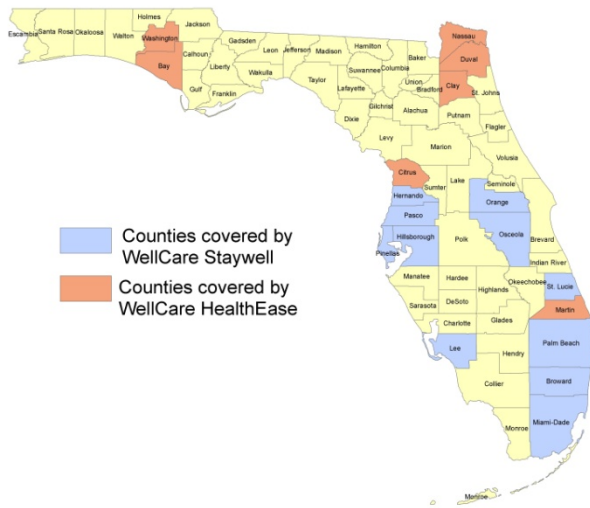 Holmes
Jackson
Escambia
Santa Rosa
Okaloosa
Walton
Washington
Bay
Calhoun
Gulf
Gadsden
Liberty
Franklin
Leon
Wakulla
Jefferson
Madison
Taylor
Hamilton
Suwannee
Lafayette
Dixie
Columbia
Gilchrist
Levy
Baker
Union
Bradford
Alachua
Nassau
Duval
Clay
St. Johns
Putnam
Flagler
Marion
Volusia
Citrus
Hernando
Sumter
Lake
Seminole
Orange
Pasco
Hillsborough
Pinellas
Polk
Osceola
Brevard
Indian River
Counties covered by
WellCare Staywell
Counties covered by
WellCare HealthEase
Manatee
Hardee
Highlands
Okeechobee
St. Lucie
Sarasota
DeSoto
Martin
Charlotte
Glades
Lee
Hendry
Palm Beach
Collier
Broward
Monroe
Miami-Dade
Monroe